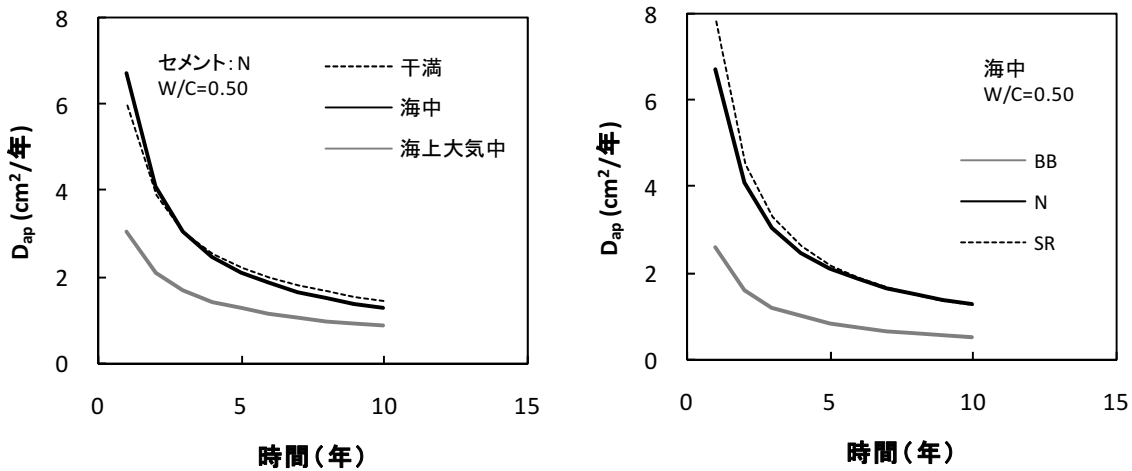 8
6
4
2
0
D_ap (cm²/年)
セメント: N
W/C=0.50
干満
海中
海上大気中
0 5 10 15
時間(年)
8
6
4
2
0
D_ap (cm²/年)
海中
W/C=0.50
BB
N
SR
0 5 10 15
時間(年)